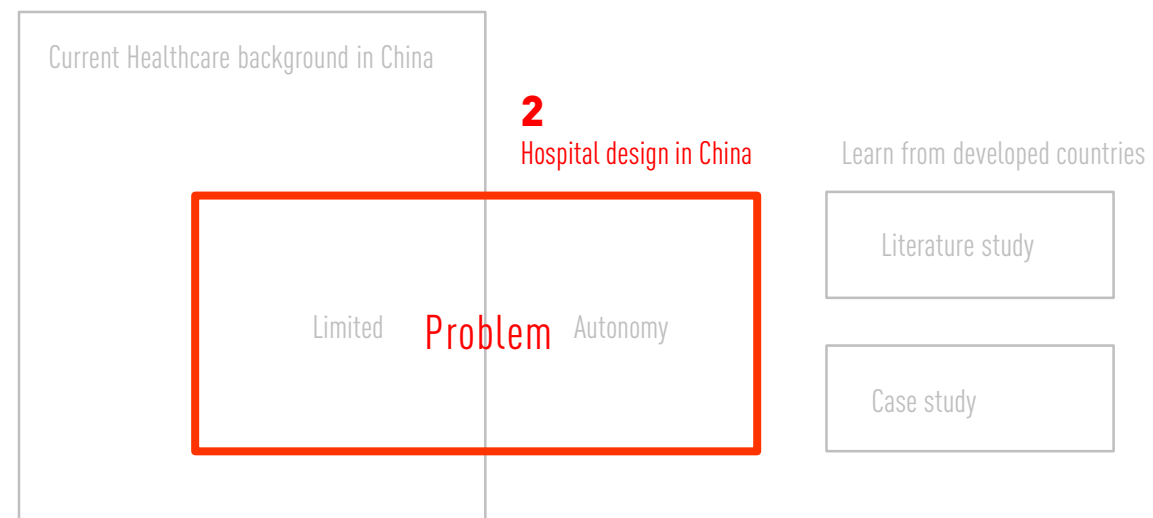 Current Healthcare background in China
2
Hospital design in China
Learn from developed countries
Literature study
Limited
Problem
Autonomy
Case study